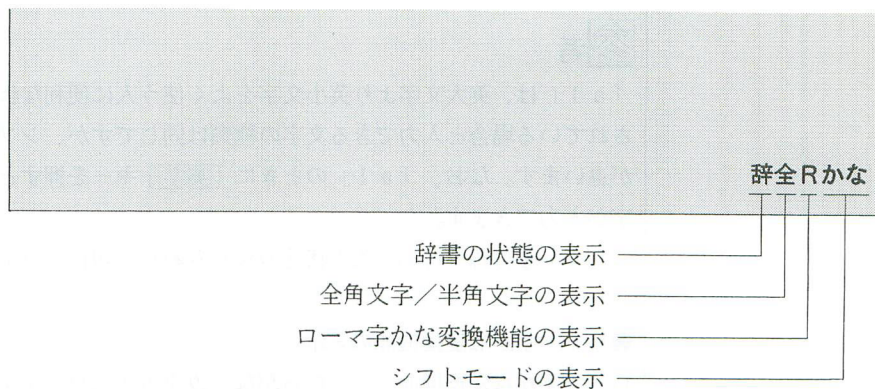 辞全Rかな
辞書の状態の表示
全角文字／半角文字の表示
ローマ字かな変換機能の表示
シフトモードの表示